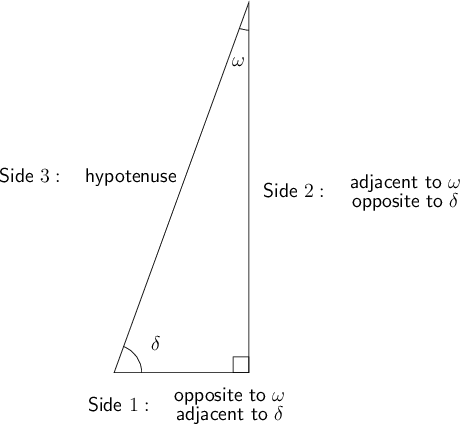 ω
Side 3 : hypotenuse
adjacent to ω
Side 2 :
opposite to δ
δ
opposite to ω
Side 1 :
adjacent to δ